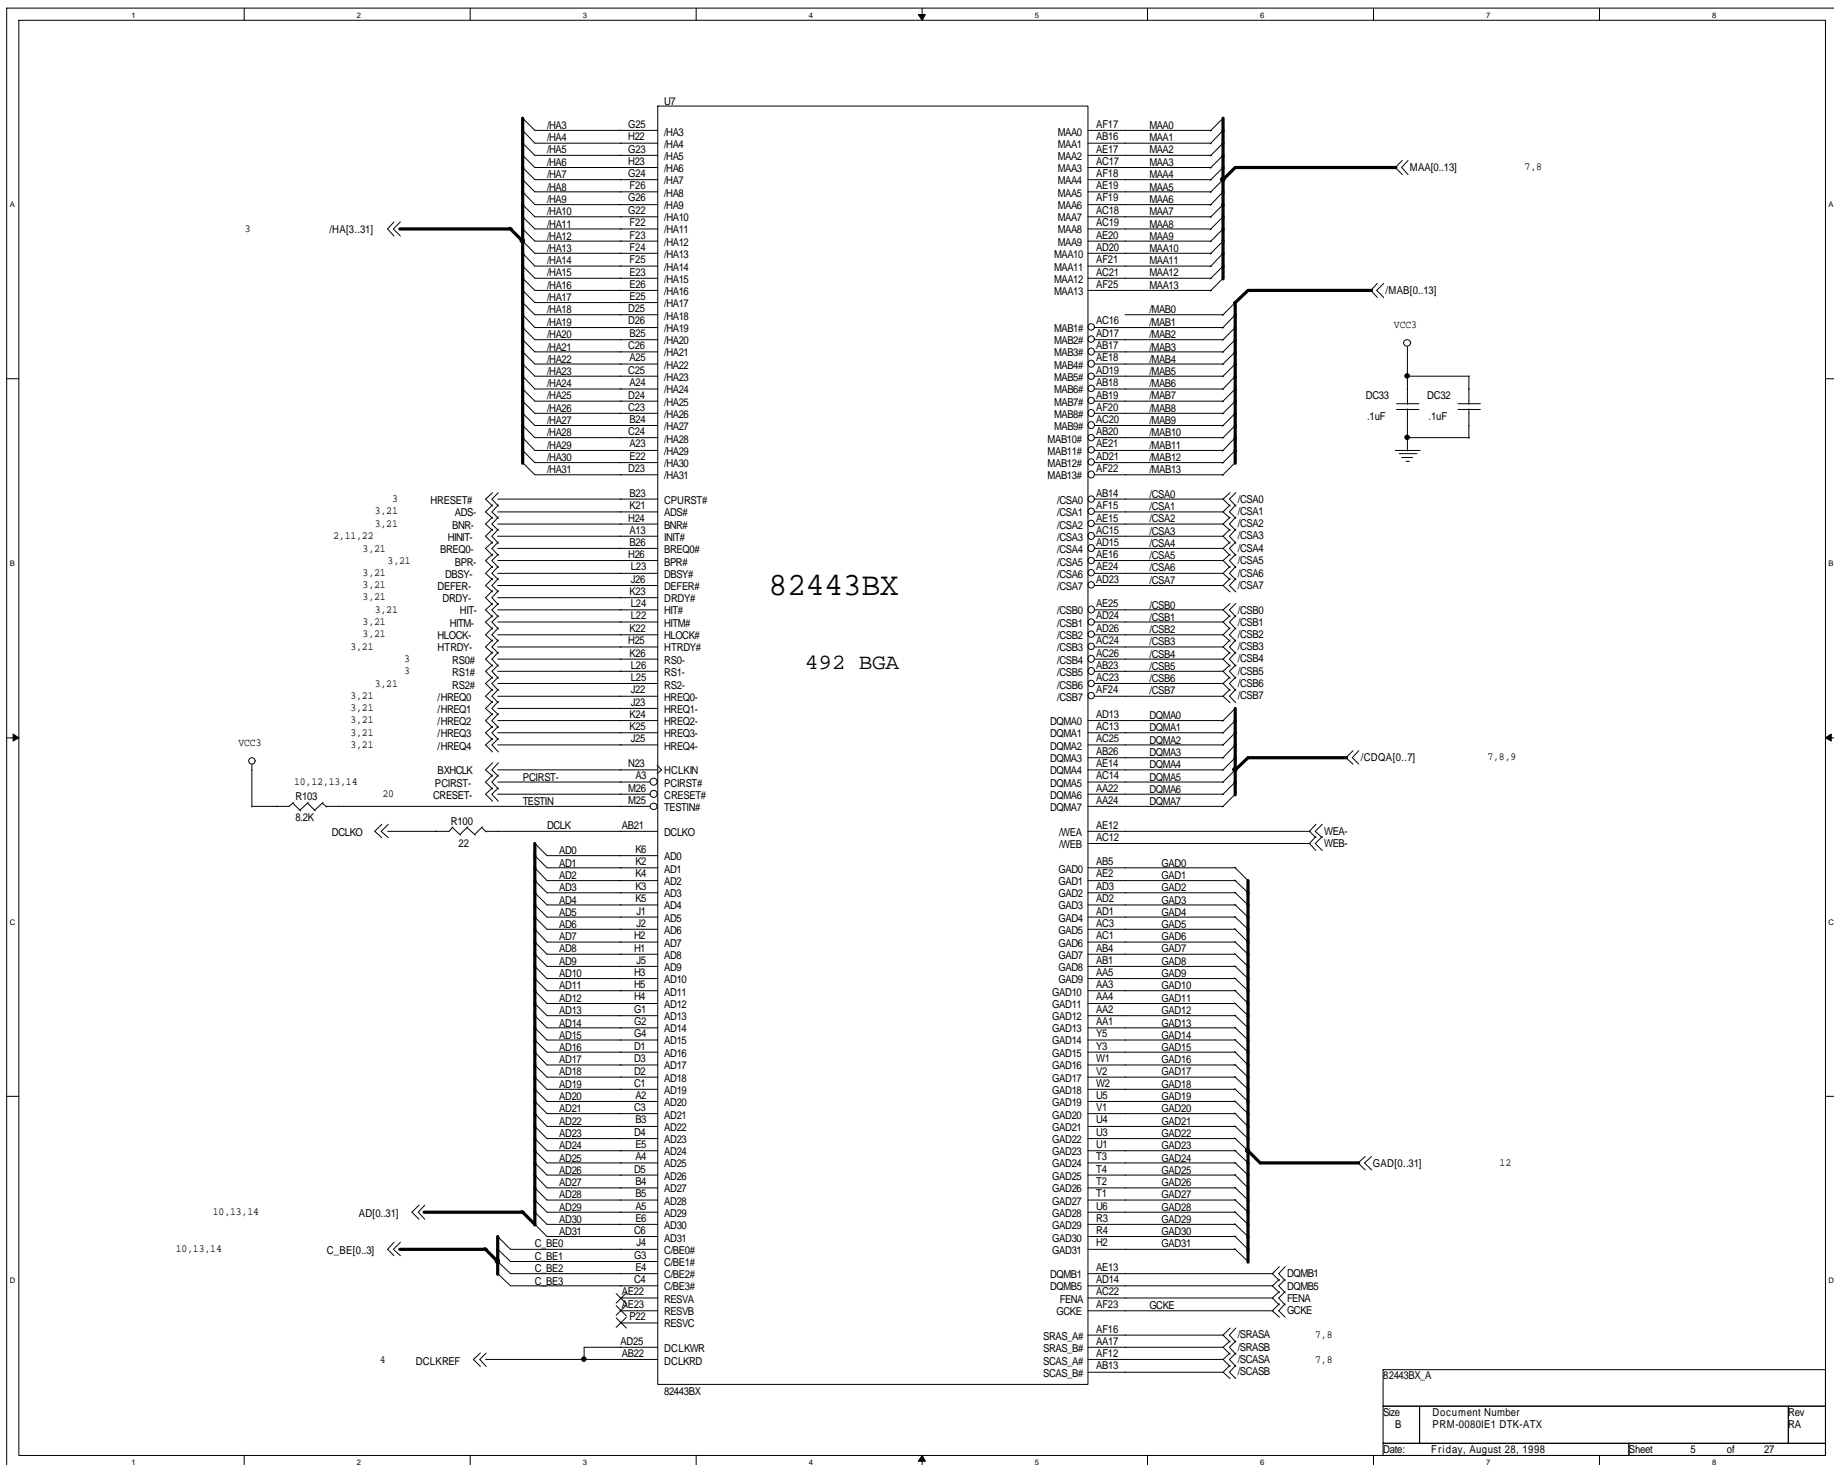 1 2 3 4 5 6 7 8
U7
/HA3 G25 /HA3
/HA4 H22 /HA4
/HA5 G23 /HA5
/HA6 H23 /HA6
/HA7 G24 /HA7
/HA8 F26 /HA8
/HA9 G26 /HA9
/HA10 G22 /HA10
/HA11 F22 /HA11
/HA12 F23 /HA12
/HA13 F24 /HA13
/HA14 F25 /HA14
/HA15 E23 /HA15
/HA16 E26 /HA16
/HA17 E25 /HA17
/HA18 D25 /HA18
/HA19 D26 /HA19
/HA20 B25 /HA20
/HA21 C26 /HA21
/HA22 A25 /HA22
/HA23 C25 /HA23
/HA24 A24 /HA24
/HA25 D24 /HA25
/HA26 C23 /HA26
/HA27 B24 /HA27
/HA28 C24 /HA28
/HA29 A23 /HA29
/HA30 E22 /HA30
/HA31 D23 /HA31
3 /HA[3..31]
A
3 HRESET# B23 CPURST#
3,21 ADS- K21 ADS#
3,21 BNR- H24 BNR#
2,11,22 HINIT- A13 INIT#
3,21 BREQ0- B26 BREQ0#
3,21 BPR- H26 BPR#
3,21 DBSY- L23 DBSY#
3,21 DEFER- J26 DEFER#
3,21 DRDY- K23 DRDY#
3,21 HIT- L24 HIT#
3,21 HITM- L22 HITM#
3,21 HLOCK- K22 HLOCK#
3,21 HTRDY- H25 HTRDY#
3 RS0# K26 RS0-
3 RS1# L26 RS1-
3,21 RS2# L25 RS2-
3,21 /HREQ0 J22 HREQ0-
3,21 /HREQ1 J23 HREQ1-
3,21 /HREQ2 K24 HREQ2-
3,21 /HREQ3 K25 HREQ3-
3,21 /HREQ4 J25 HREQ4-
B
VCC3
BXHCLK N23 HCLKIN
10,12,13,14 PCIRST- PCIRST- A3 PCIRST#
20 CRESET- M26 CRESET#
R103
8.2K
TESTIN M25 TESTIN#
DCLKO R100
22
DCLK AB21 DCLKO
AD0 K6 AD0
AD1 K2 AD1
AD2 K4 AD2
AD3 K3 AD3
AD4 K5 AD4
AD5 J1 AD5
AD6 J2 AD6
AD7 H2 AD7
AD8 H1 AD8
AD9 J5 AD9
AD10 H3 AD10
AD11 H5 AD11
AD12 H4 AD12
AD13 G1 AD13
AD14 G2 AD14
AD15 G4 AD15
AD16 D1 AD16
AD17 D3 AD17
AD18 D2 AD18
AD19 C1 AD19
AD20 A2 AD20
AD21 C3 AD21
AD22 B3 AD22
AD23 D4 AD23
AD24 E5 AD24
AD25 A4 AD25
AD26 D5 AD26
AD27 B4 AD27
AD28 B5 AD28
AD29 A5 AD29
AD30 E6 AD30
AD31 C6 AD31
C
10,13,14 AD[0..31]
10,13,14 C_BE[0..3]
C_BE0 J4 C/BE0#
C_BE1 G3 C/BE1#
C_BE2 E4 C/BE2#
C_BE3 C4 C/BE3#
D
AE22 RESVA
AE23 RESVB
P22 RESVC
AD25 DCLKWR
4 DCLKREF AB22 DCLKRD
82443BX
82443BX
492 BGA
MAA0 AF17 MAA0
MAA1 AB16 MAA1
MAA2 AE17 MAA2
MAA3 AC17 MAA3
MAA4 AF18 MAA4
MAA5 AE19 MAA5
MAA6 AF19 MAA6
MAA7 AC18 MAA7
MAA8 AC19 MAA8
MAA9 AE20 MAA9
MAA10 AD20 MAA10
MAA11 AF21 MAA11
MAA12 AC21 MAA12
MAA13 AF25 MAA13
MAA[0..13] 7,8
A
/MAB[0..13]
/MAB0
MAB1# AC16 /MAB1
MAB2# AD17 /MAB2
MAB3# AB17 /MAB3
MAB4# AE18 /MAB4
MAB5# AD19 /MAB5
MAB6# AB18 /MAB6
MAB7# AB19 /MAB7
MAB8# AF20 /MAB8
MAB9# AC20 /MAB9
MAB10# AB20 /MAB10
MAB11# AE21 /MAB11
MAB12# AD21 /MAB12
MAB13# AF22 /MAB13
VCC3
DC33 DC32
.1uF .1uF
/CSA0 AB14 /CSA0 /CSA0
/CSA1 AF15 /CSA1 /CSA1
/CSA2 AE15 /CSA2 /CSA2
/CSA3 AC15 /CSA3 /CSA3
/CSA4 AD15 /CSA4 /CSA4
/CSA5 AE16 /CSA5 /CSA5
/CSA6 AE24 /CSA6 /CSA6
/CSA7 AD23 /CSA7 /CSA7
B
/CSB0 AE25 /CSB0 /CSB0
/CSB1 AD24 /CSB1 /CSB1
/CSB2 AD26 /CSB2 /CSB2
/CSB3 AC24 /CSB3 /CSB3
/CSB4 AC26 /CSB4 /CSB4
/CSB5 AB23 /CSB5 /CSB5
/CSB6 AC23 /CSB6 /CSB6
/CSB7 AF24 /CSB7 /CSB7
DQMA0 AD13 DQMA0
DQMA1 AC13 DQMA1
DQMA2 AC25 DQMA2
DQMA3 AB26 DQMA3
DQMA4 AE14 DQMA4
DQMA5 AC14 DQMA5
DQMA6 AA22 DQMA6
DQMA7 AA24 DQMA7
/CDQA[0..7] 7,8,9
/WEA AE12 WEA-
/WEB AC12 WEB-
GAD0 AB5 GAD0
GAD1 AE2 GAD1
GAD2 AD3 GAD2
GAD3 AD2 GAD3
GAD4 AD1 GAD4
GAD5 AC3 GAD5
GAD6 AC1 GAD6
GAD7 AB4 GAD7
GAD8 AB1 GAD8
GAD9 AA5 GAD9
GAD10 AA3 GAD10
GAD11 AA4 GAD11
GAD12 AA2 GAD12
GAD13 AA1 GAD13
GAD14 Y5 GAD14
GAD15 Y3 GAD15
GAD16 W1 GAD16
GAD17 V2 GAD17
GAD18 W2 GAD18
GAD19 U5 GAD19
GAD20 V1 GAD20
GAD21 U4 GAD21
GAD22 U3 GAD22
GAD23 U1 GAD23
GAD24 T3 GAD24
GAD25 T4 GAD25
GAD26 T2 GAD26
GAD27 T1 GAD27
GAD28 U6 GAD28
GAD29 R3 GAD29
GAD30 R4 GAD30
GAD31 H2 GAD31
C
GAD[0..31] 12
DQMB1 AE13 DQMB1
DQMB5 AD14 DQMB5
FENA AC22 FENA
GCKE AF23 GCKE GCKE
D
SRAS_A# AF16 /SRASA 7,8
SRAS_B# AA17 /SRASB
SCAS_A# AF12 /SCASA 7,8
SCAS_B# AB13 /SCASB
82443BX_A
Size Document Number Rev
B PRM-0080IE1 DTK-ATX RA
Date: Friday, August 28, 1998 Sheet 5 of 27
1 2 3 4 5 6 7 8